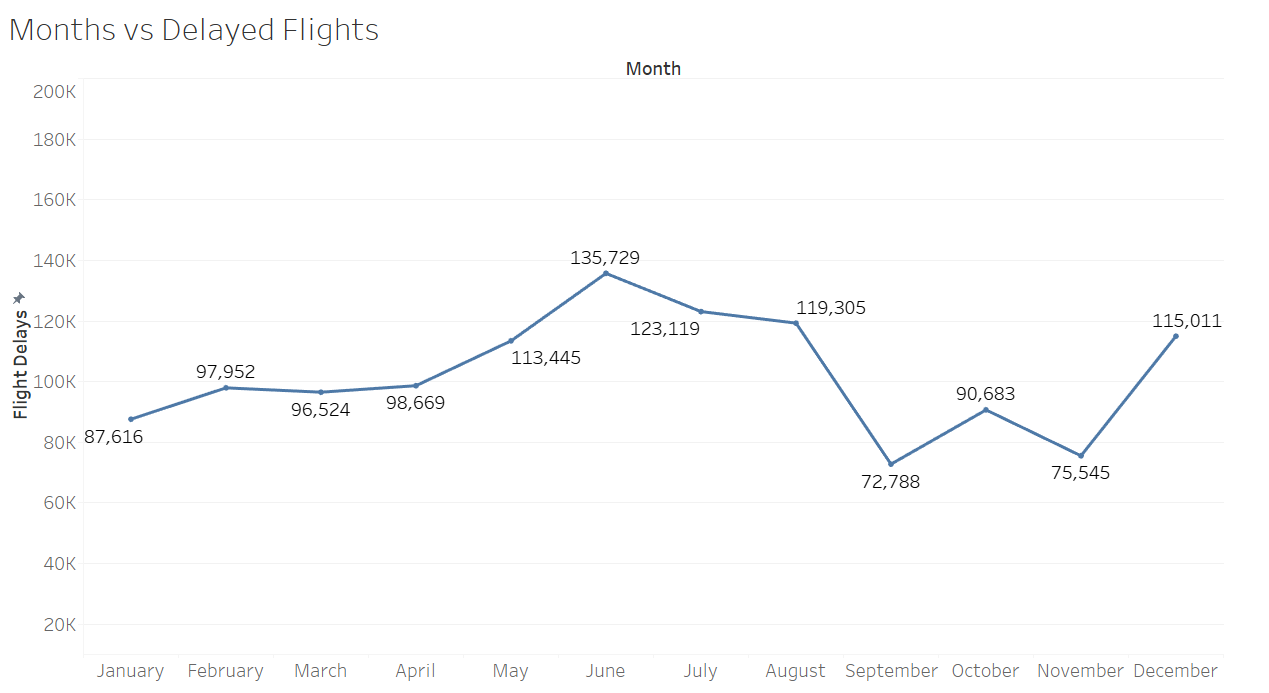 Months vs Delayed Flights
Month
Flight Delays
200K
180K
160K
140K
120K
100K
80K
60K
40K
20K
87,616
97,952
96,524
98,669
113,445
135,729
123,119
119,305
72,788
90,683
75,545
115,011
January February March April May June July August September October November December